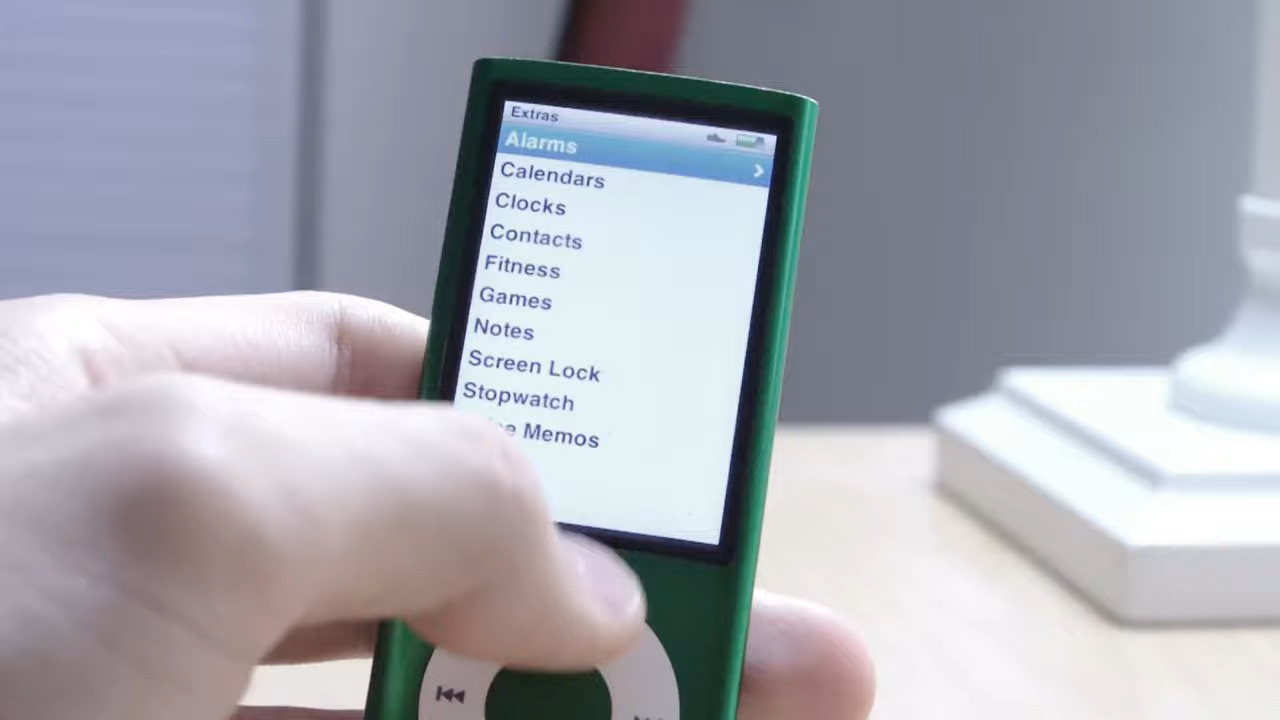 Extras
Alarms
Calendars
Clocks
Contacts
Fitness
Games
Notes
Screen Lock
Stopwatch
Memos